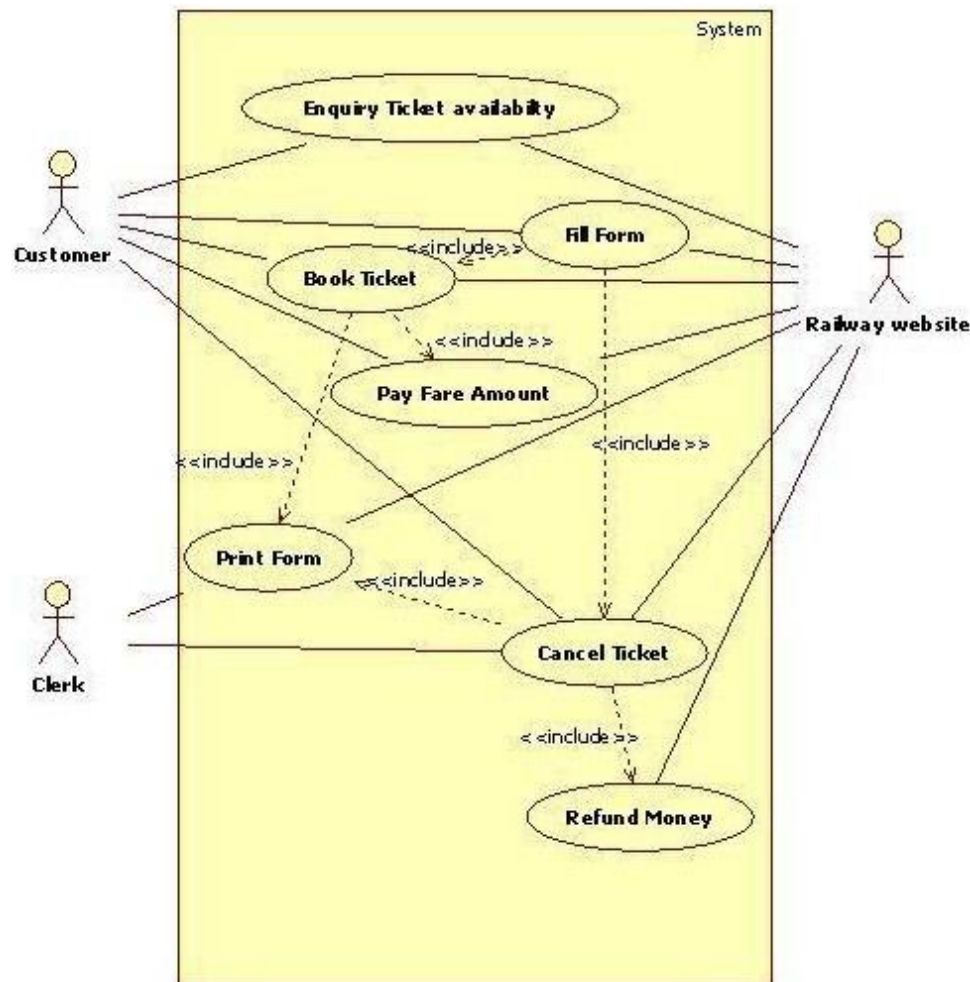 System
Enquiry Ticket availabilty
Customer
Fill Form
<<include>>
Book Ticket
Railway website
<<include>>
Pay Fare Amount
<<include>>
<<include>>
Print Form
<<include>>
Clerk
Cancel Ticket
<<include>>
Refund Money